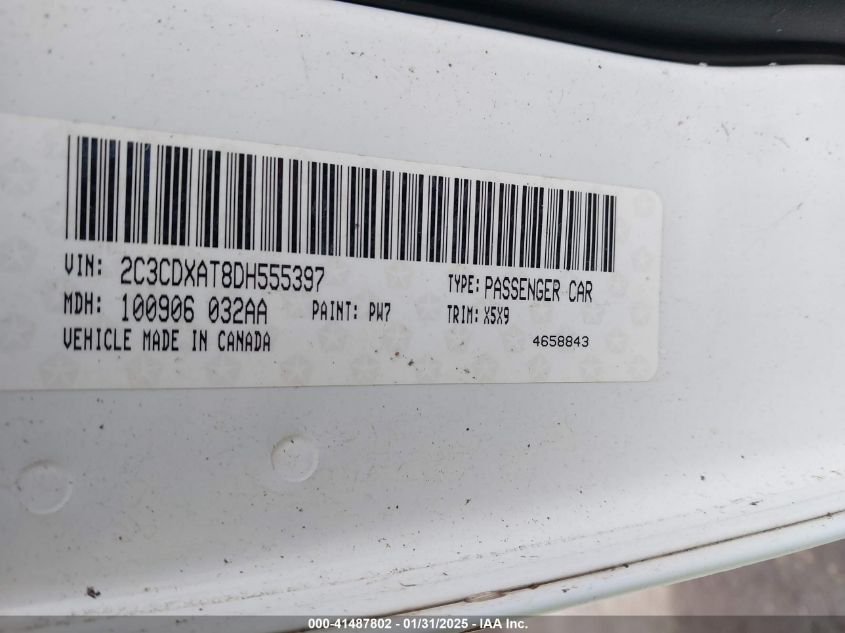 VIN: 2C3CDXAT8DH555397 TYPE: PASSENGER CAR
MDH: 100906 032AA PAINT: PW7 TRIM: X5X9
VEHICLE MADE IN CANADA 4658843
000-41487802 - 01/31/2025 - IAA Inc.